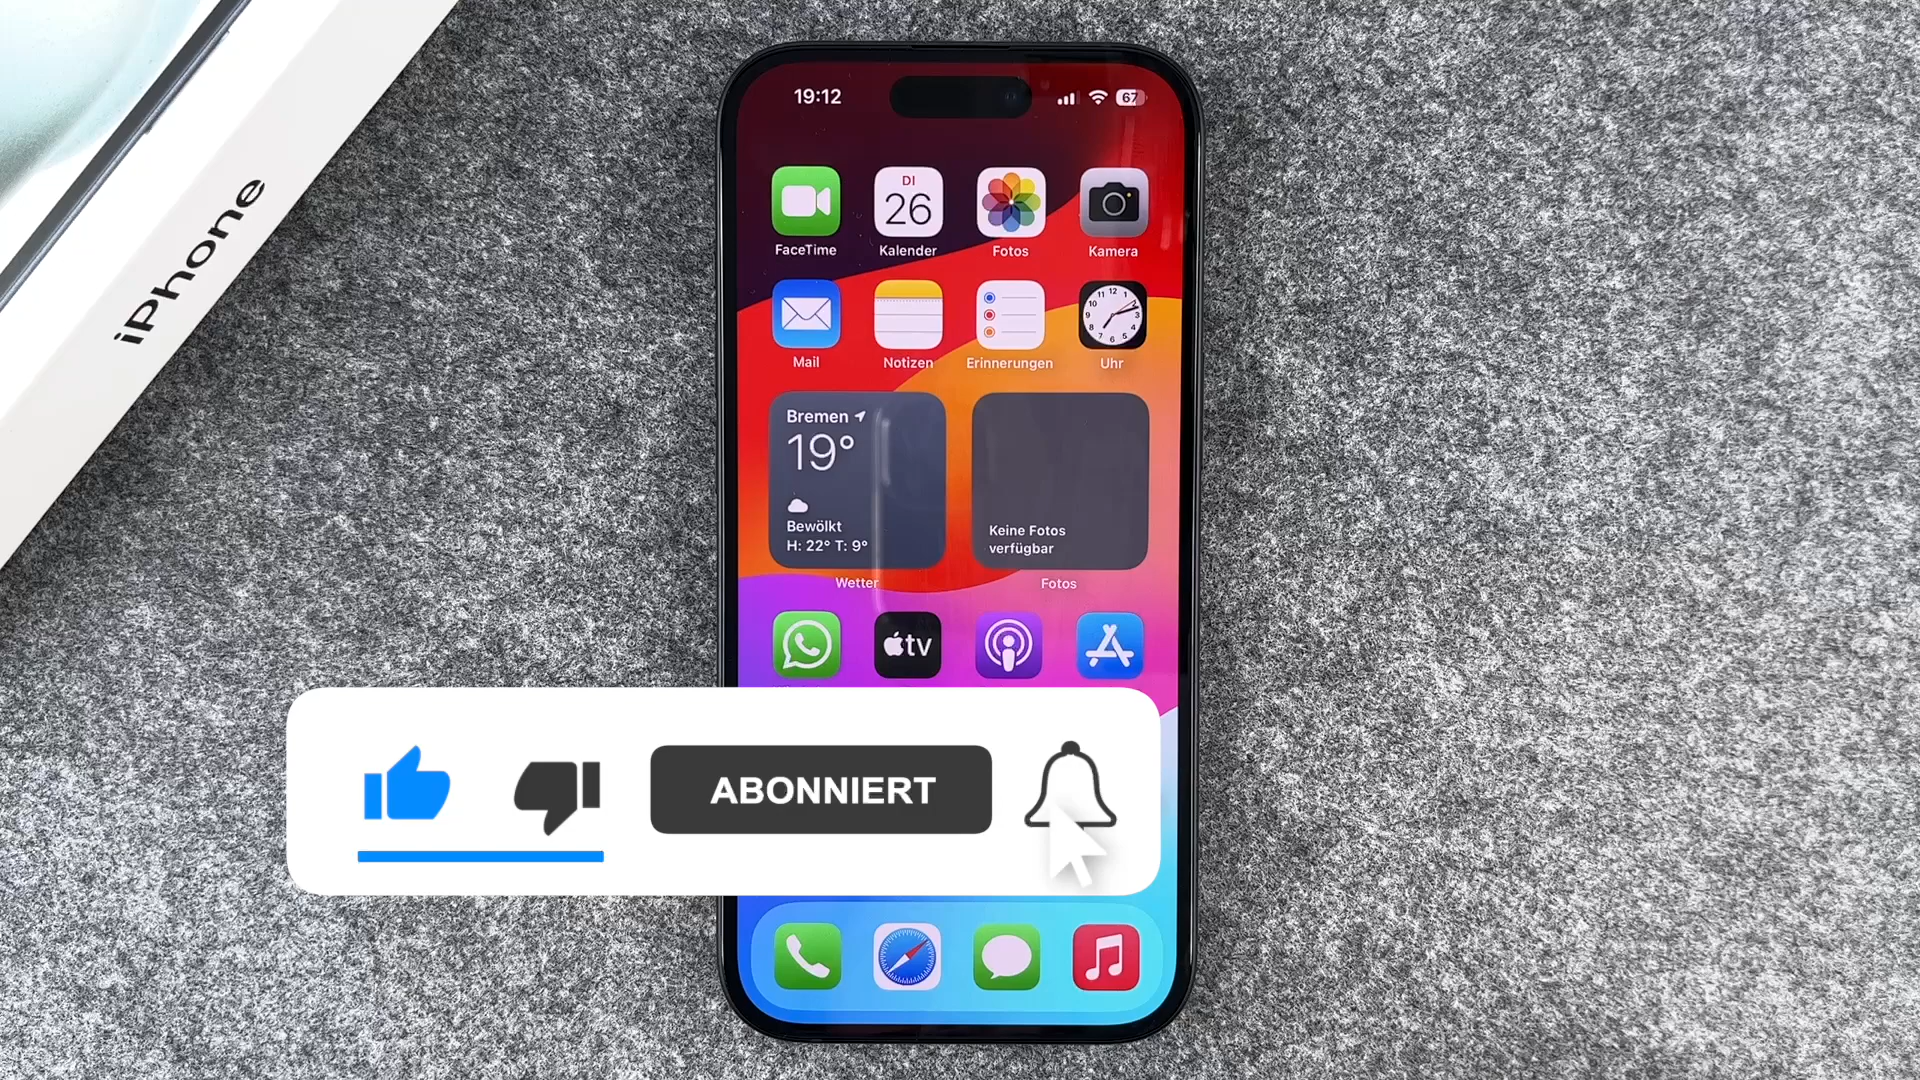 iPhone
19:12
67
DI
26
FaceTime
Kalender
Fotos
Kamera
Mail
Notizen
Erinnerungen
Uhr
Bremen
19°
Bewölkt
H: 22° T: 9°
Keine Fotos
verfügbar
Wetter
Fotos
tv
ABONNIERT